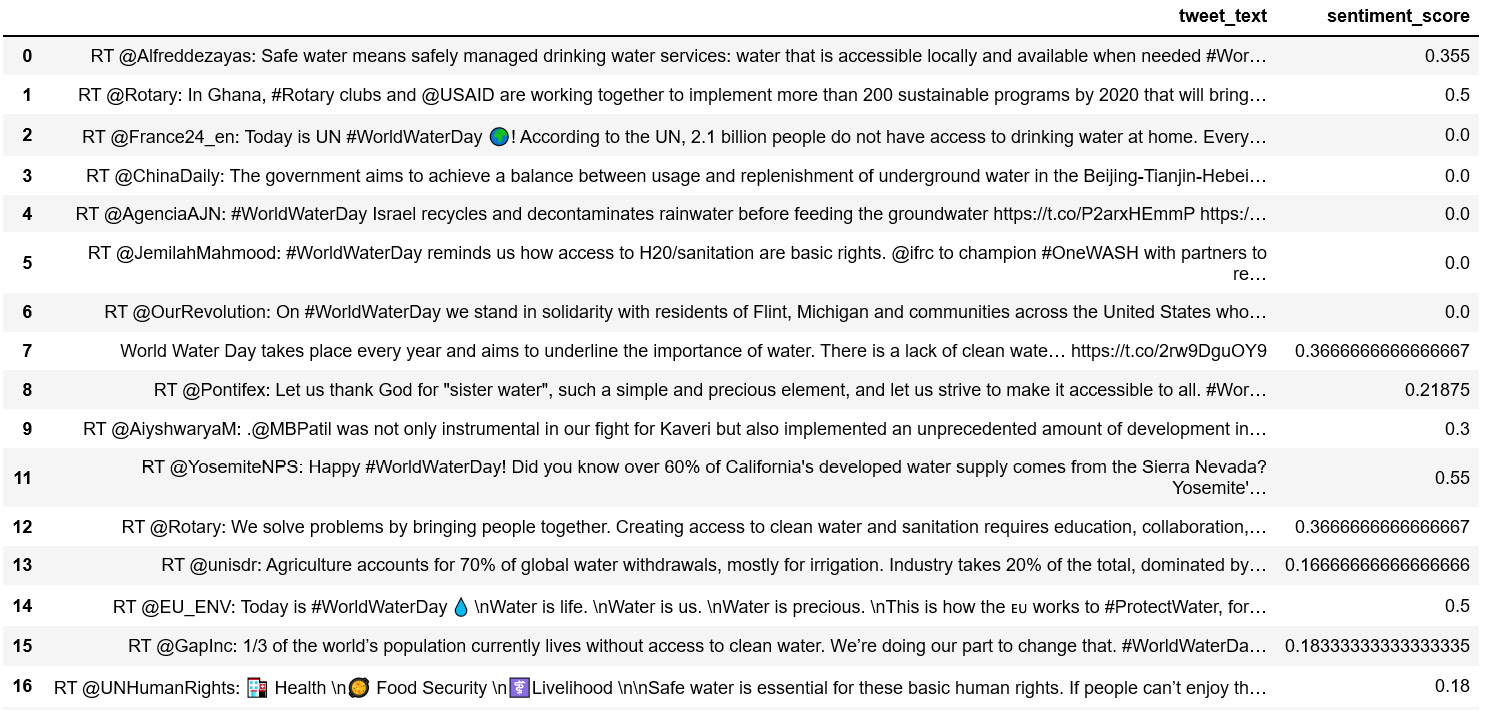 tweet_text sentiment_score
0 RT @Alfreddezayas: Safe water means safely managed drinking water services: water that is accessible locally and available when needed #Wor… 0.355
1 RT @Rotary: In Ghana, #Rotary clubs and @USAID are working together to implement more than 200 sustainable programs by 2020 that will bring… 0.5
2 RT @France24_en: Today is UN #WorldWaterDay 🌍! According to the UN, 2.1 billion people do not have access to drinking water at home. Every… 0.0
3 RT @ChinaDaily: The government aims to achieve a balance between usage and replenishment of underground water in the Beijing-Tianjin-Hebei… 0.0
4 RT @AgenciaAJN: #WorldWaterDay Israel recycles and decontaminates rainwater before feeding the groundwater https://t.co/P2arxHEmmP https:/… 0.0
5 RT @JemilahMahmood: #WorldWaterDay reminds us how access to H20/sanitation are basic rights. @ifrc to champion #OneWASH with partners to 0.0
re…
6 RT @OurRevolution: On #WorldWaterDay we stand in solidarity with residents of Flint, Michigan and communities across the United States who… 0.0
7 World Water Day takes place every year and aims to underline the importance of water. There is a lack of clean wate… https://t.co/2rw9DguOY9 0.3666666666666667
8 RT @Pontifex: Let us thank God for "sister water", such a simple and precious element, and let us strive to make it accessible to all. #Wor… 0.21875
9 RT @AiyshwaryaM: .@MBPatil was not only instrumental in our fight for Kaveri but also implemented an unprecedented amount of development in… 0.3
11 RT @YosemiteNPS: Happy #WorldWaterDay! Did you know over 60% of California's developed water supply comes from the Sierra Nevada? 0.55
Yosemite'…
12 RT @Rotary: We solve problems by bringing people together. Creating access to clean water and sanitation requires education, collaboration,… 0.3666666666666667
13 RT @unisdr: Agriculture accounts for 70% of global water withdrawals, mostly for irrigation. Industry takes 20% of the total, dominated by… 0.16666666666666666
14 RT @EU_ENV: Today is #WorldWaterDay 💧 \nWater is life. \nWater is us. \nWater is precious. \nThis is how the ᴇᴜ works to #ProtectWater, for… 0.5
15 RT @GapInc: 1/3 of the world’s population currently lives without access to clean water. We’re doing our part to change that. #WorldWaterDa… 0.18333333333333335
16 RT @UNHumanRights: 🏥 Health \n🥘 Food Security \n⚕️Livelihood \n\nSafe water is essential for these basic human rights. If people can’t enjoy th… 0.18